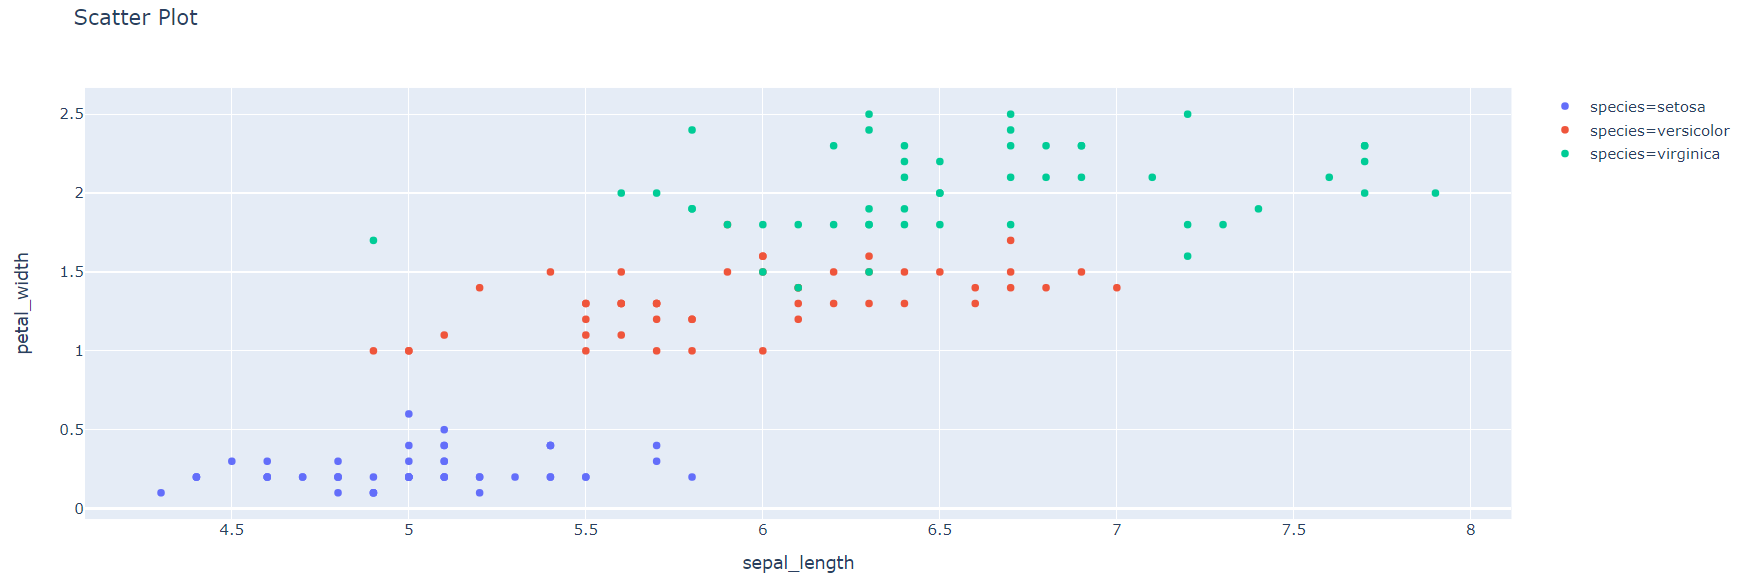 Scatter Plot
species=setosa
species=versicolor
species=virginica
2.5
2
1.5
1
0.5
0
petal_width
4.5 5 5.5 6 6.5 7 7.5 8
sepal_length